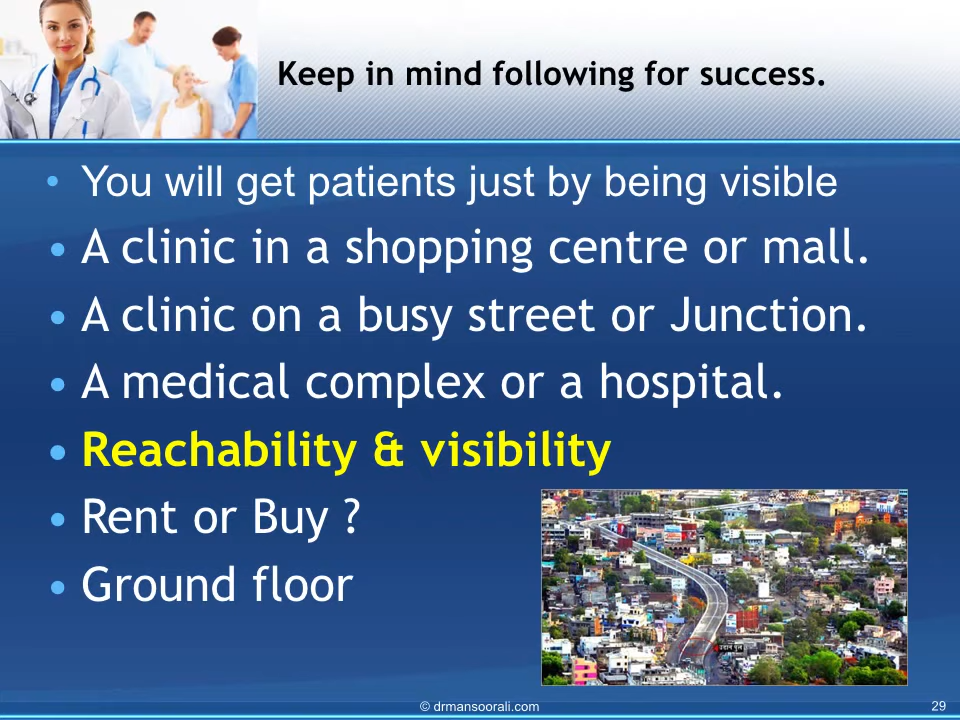 Keep in mind following for success.
• You will get patients just by being visible
• A clinic in a shopping centre or mall.
• A clinic on a busy street or Junction.
• A medical complex or a hospital.
• Reachability & visibility
• Rent or Buy ?
• Ground floor
© drmansoorali.com
29